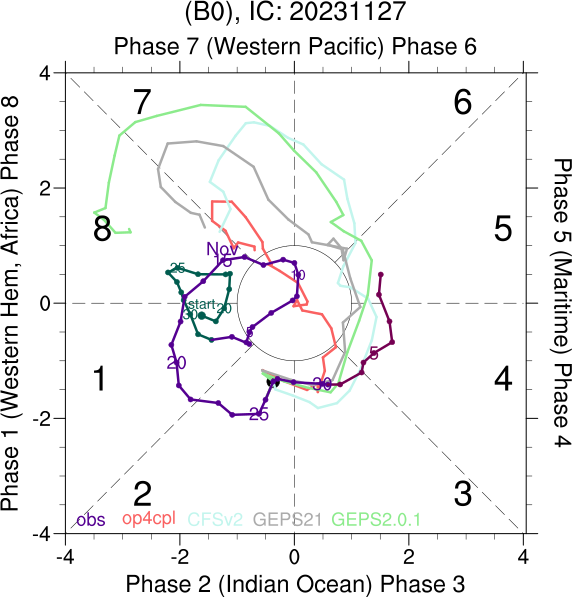 (B0), IC: 20231127
Phase 7 (Western Pacific) Phase 6
4
7
6
2
8
5
Nov
15
25
10
0
start
20
30
5
5
20
1
4
30
25
-2
2
3
obs op4cpl CFSv2 GEPS21 GEPS2.0.1
-4
-4 -2 0 2 4
Phase 2 (Indian Ocean) Phase 3
Phase 1 (Western Hem, Africa) Phase 8
Phase 5 (Maritime) Phase 4